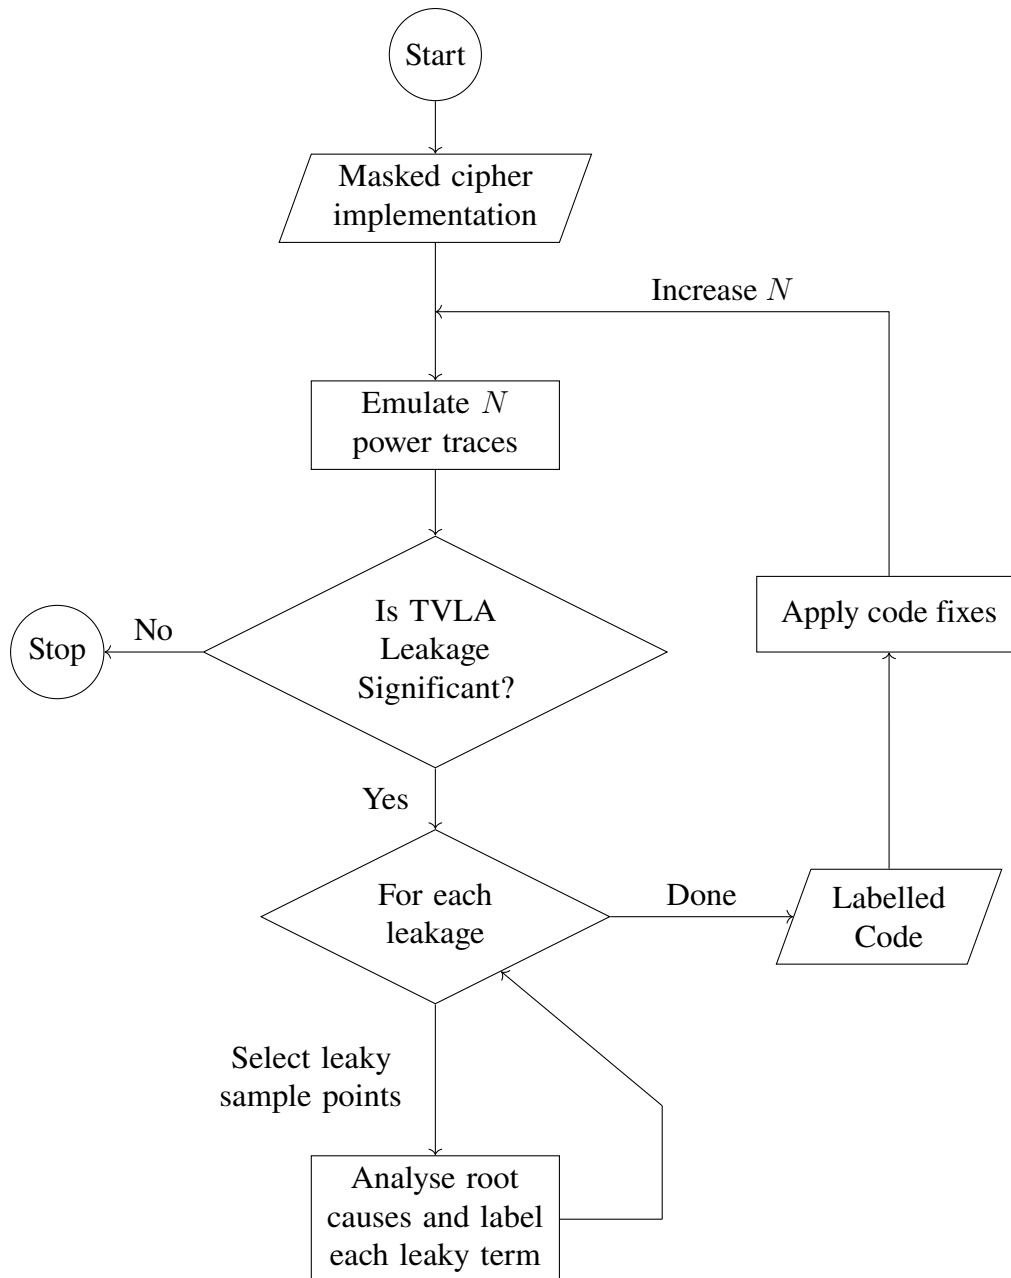 Start
Masked cipher
implementation
Increase N
Emulate N
power traces
Is TVLA
Leakage
Significant?
No
Stop
Apply code fixes
Yes
For each
leakage
Done
Labelled
Code
Select leaky
sample points
Analyse root
causes and label
each leaky term